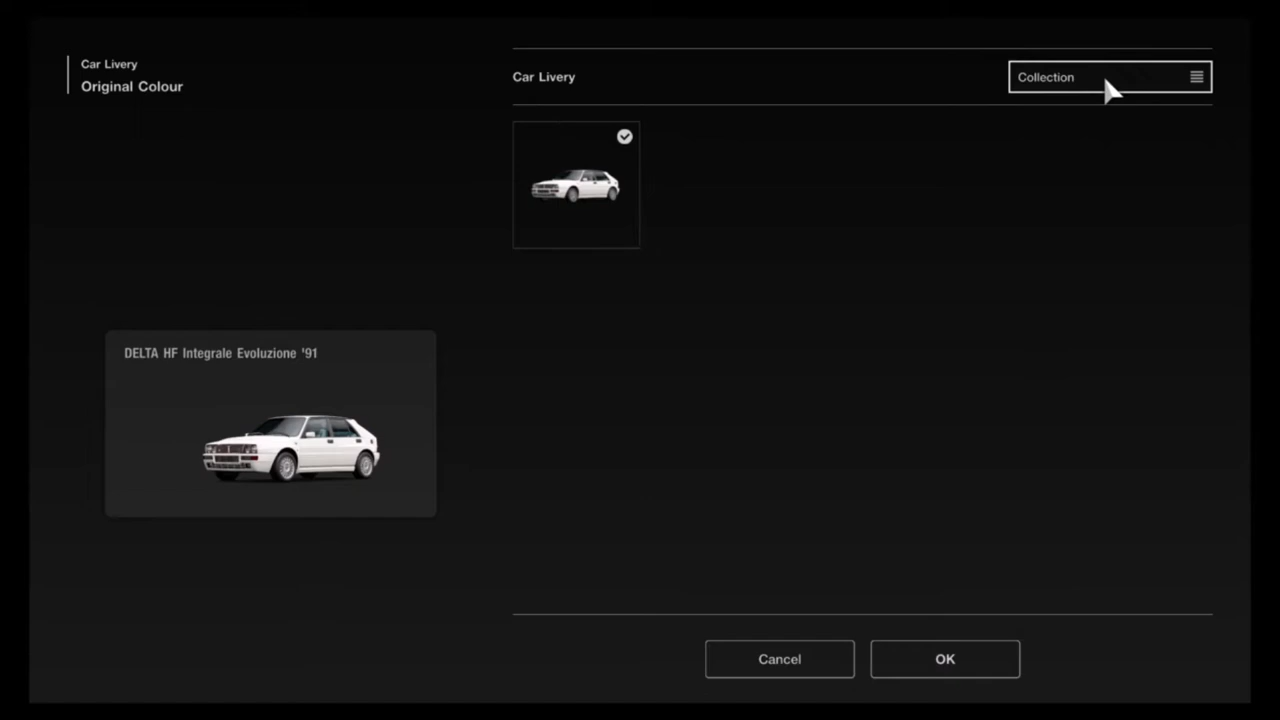 Car Livery
Original Colour
Car Livery
Collection
DELTA HF Integrale Evoluzione '91
Cancel
OK